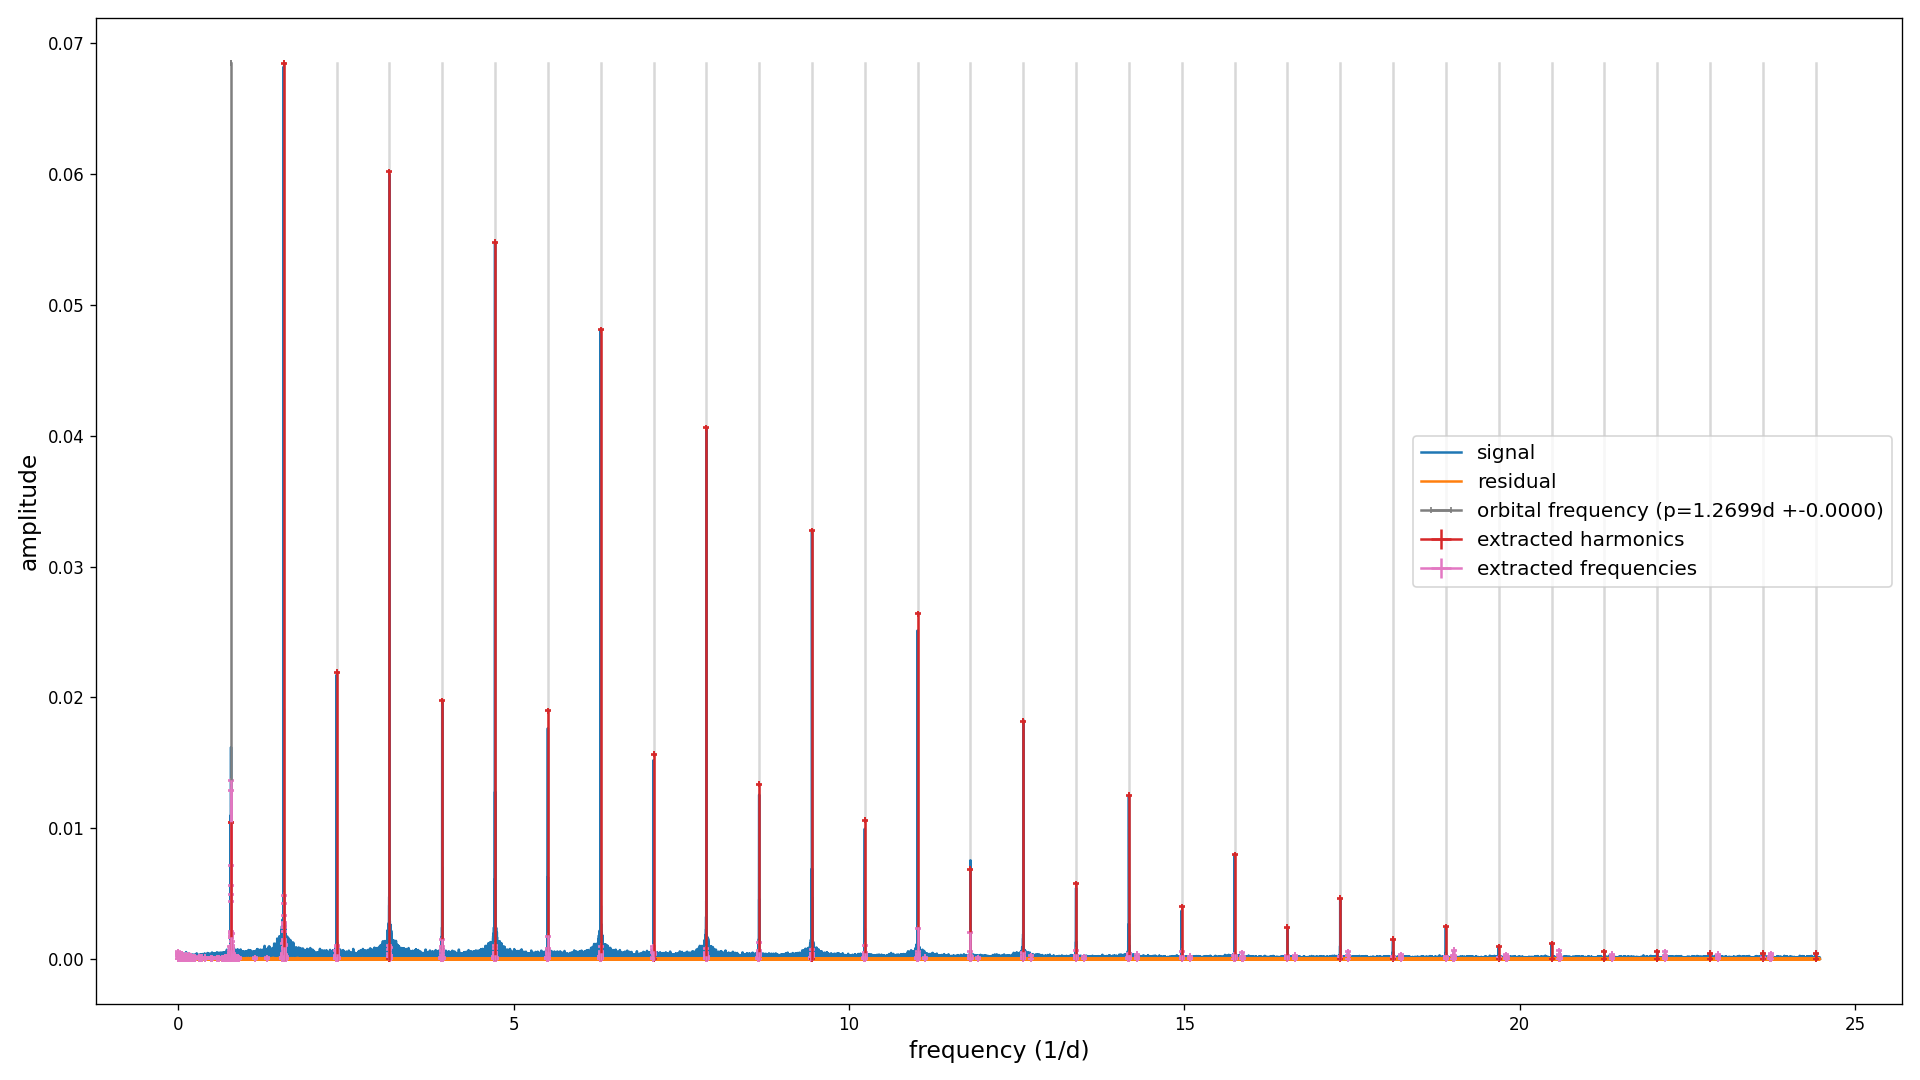 0.07
0.06
0.05
0.04
0.03
0.02
0.01
0.00
amplitude
signal
residual
orbital frequency (p=1.2699d +-0.0000)
extracted harmonics
extracted frequencies
0
5
10
15
20
25
frequency (1/d)